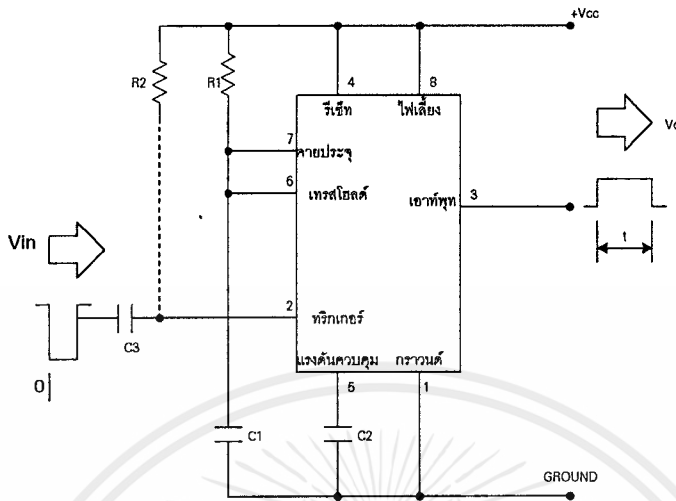 +Vcc
R2
R1
4
8
รีเซ็ท
ไฟเลี้ยง
7
คายประจุ
6
เทรสโฮลด์
เอาท์พุท
3
t
Vin
2
ทริกเกอร์
C3
0
แรงดันควบคุม
กราวนด์
5
1
C1
C2
GROUND